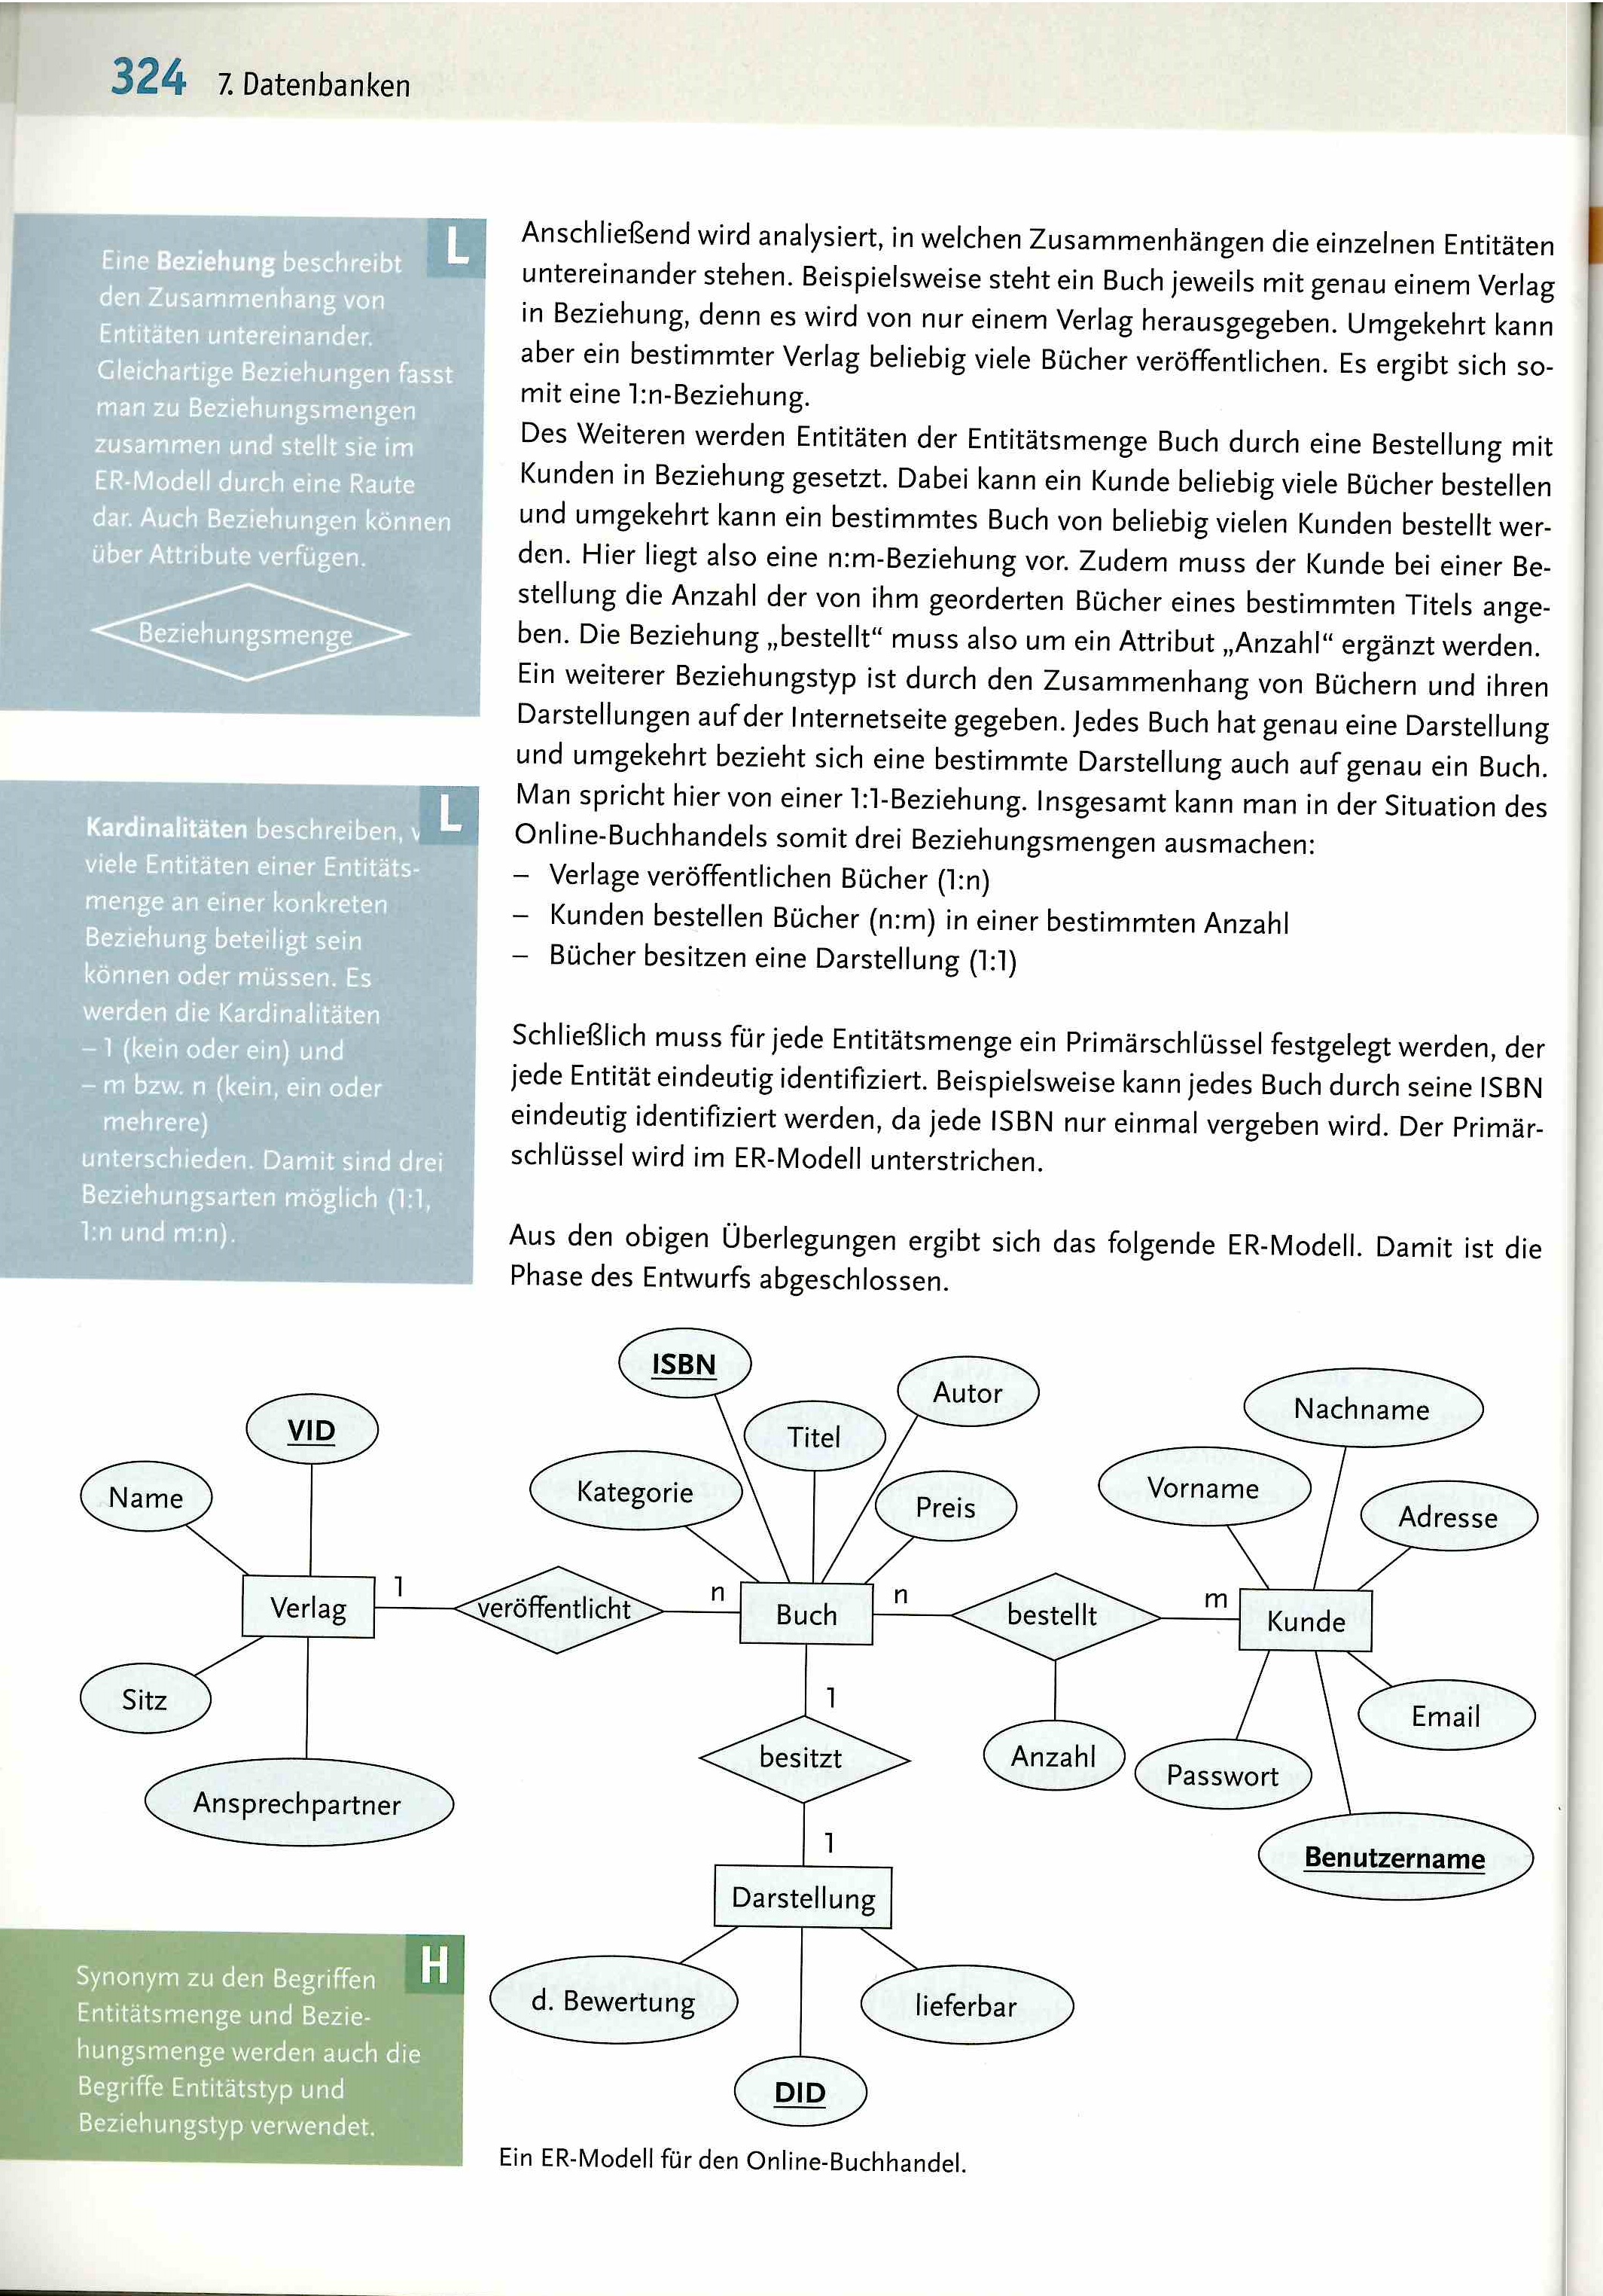 324 7. Datenbanken
L
Eine Beziehung beschreibt
den Zusammenhang von
Entitäten untereinander.
Gleichartige Beziehungen fasst
man zu Beziehungsmengen
zusammen und stellt sie im
ER-Modell durch eine Raute
dar. Auch Beziehungen können
über Attribute verfügen.
Beziehungsmenge
L
Kardinalitäten beschreiben,
viele Entitäten einer Entitäts-
menge an einer konkreten
Beziehung beteiligt sein
können oder müssen. Es
werden die Kardinalitäten
– 1 (kein oder ein) und
– m bzw. n (kein, ein oder
mehrere)
unterschieden. Damit sind drei
Beziehungsarten möglich (1:1,
1:n und m:n).
Anschließend wird analysiert, in welchen Zusammenhängen die einzelnen Entitäten
untereinander stehen. Beispielsweise steht ein Buch jeweils mit genau einem Verlag
in Beziehung, denn es wird von nur einem Verlag herausgegeben. Umgekehrt kann
aber ein bestimmter Verlag beliebig viele Bücher veröffentlichen. Es ergibt sich so-
mit eine 1:n-Beziehung.
Des Weiteren werden Entitäten der Entitätsmenge Buch durch eine Bestellung mit
Kunden in Beziehung gesetzt. Dabei kann ein Kunde beliebig viele Bücher bestellen
und umgekehrt kann ein bestimmtes Buch von beliebig vielen Kunden bestellt wer-
den. Hier liegt also eine n:m-Beziehung vor. Zudem muss der Kunde bei einer Be-
stellung die Anzahl der von ihm georderten Bücher eines bestimmten Titels ange-
ben. Die Beziehung „bestellt“ muss also um ein Attribut „Anzahl“ ergänzt werden.
Ein weiterer Beziehungstyp ist durch den Zusammenhang von Büchern und ihren
Darstellungen auf der Internetseite gegeben. Jedes Buch hat genau eine Darstellung
und umgekehrt bezieht sich eine bestimmte Darstellung auch auf genau ein Buch.
Man spricht hier von einer 1:1-Beziehung. Insgesamt kann man in der Situation des
Online-Buchhandels somit drei Beziehungsmengen ausmachen:
– Verlage veröffentlichen Bücher (1:n)
– Kunden bestellen Bücher (n:m) in einer bestimmten Anzahl
– Bücher besitzen eine Darstellung (1:1)
Schließlich muss für jede Entitätsmenge ein Primärschlüssel festgelegt werden, der
jede Entität eindeutig identifiziert. Beispielsweise kann jedes Buch durch seine ISBN
eindeutig identifiziert werden, da jede ISBN nur einmal vergeben wird. Der Primär-
schlüssel wird im ER-Modell unterstrichen.
Aus den obigen Überlegungen ergibt sich das folgende ER-Modell. Damit ist die
Phase des Entwurfs abgeschlossen.
ISBN
Autor
Nachname
VID
Titel
Name
Kategorie
Preis
Vorname
Adresse
Verlag
1
veröffentlicht
n
Buch
n
bestellt
m
Kunde
Sitz
1
Email
besitzt
Anzahl
Passwort
Ansprechpartner
1
Benutzername
Darstellung
d. Bewertung
lieferbar
DID
Ein ER-Modell für den Online-Buchhandel.
H
Synonym zu den Begriffen
Entitätsmenge und Bezie-
hungsmenge werden auch die
Begriffe Entitätstyp und
Beziehungstyp verwendet.